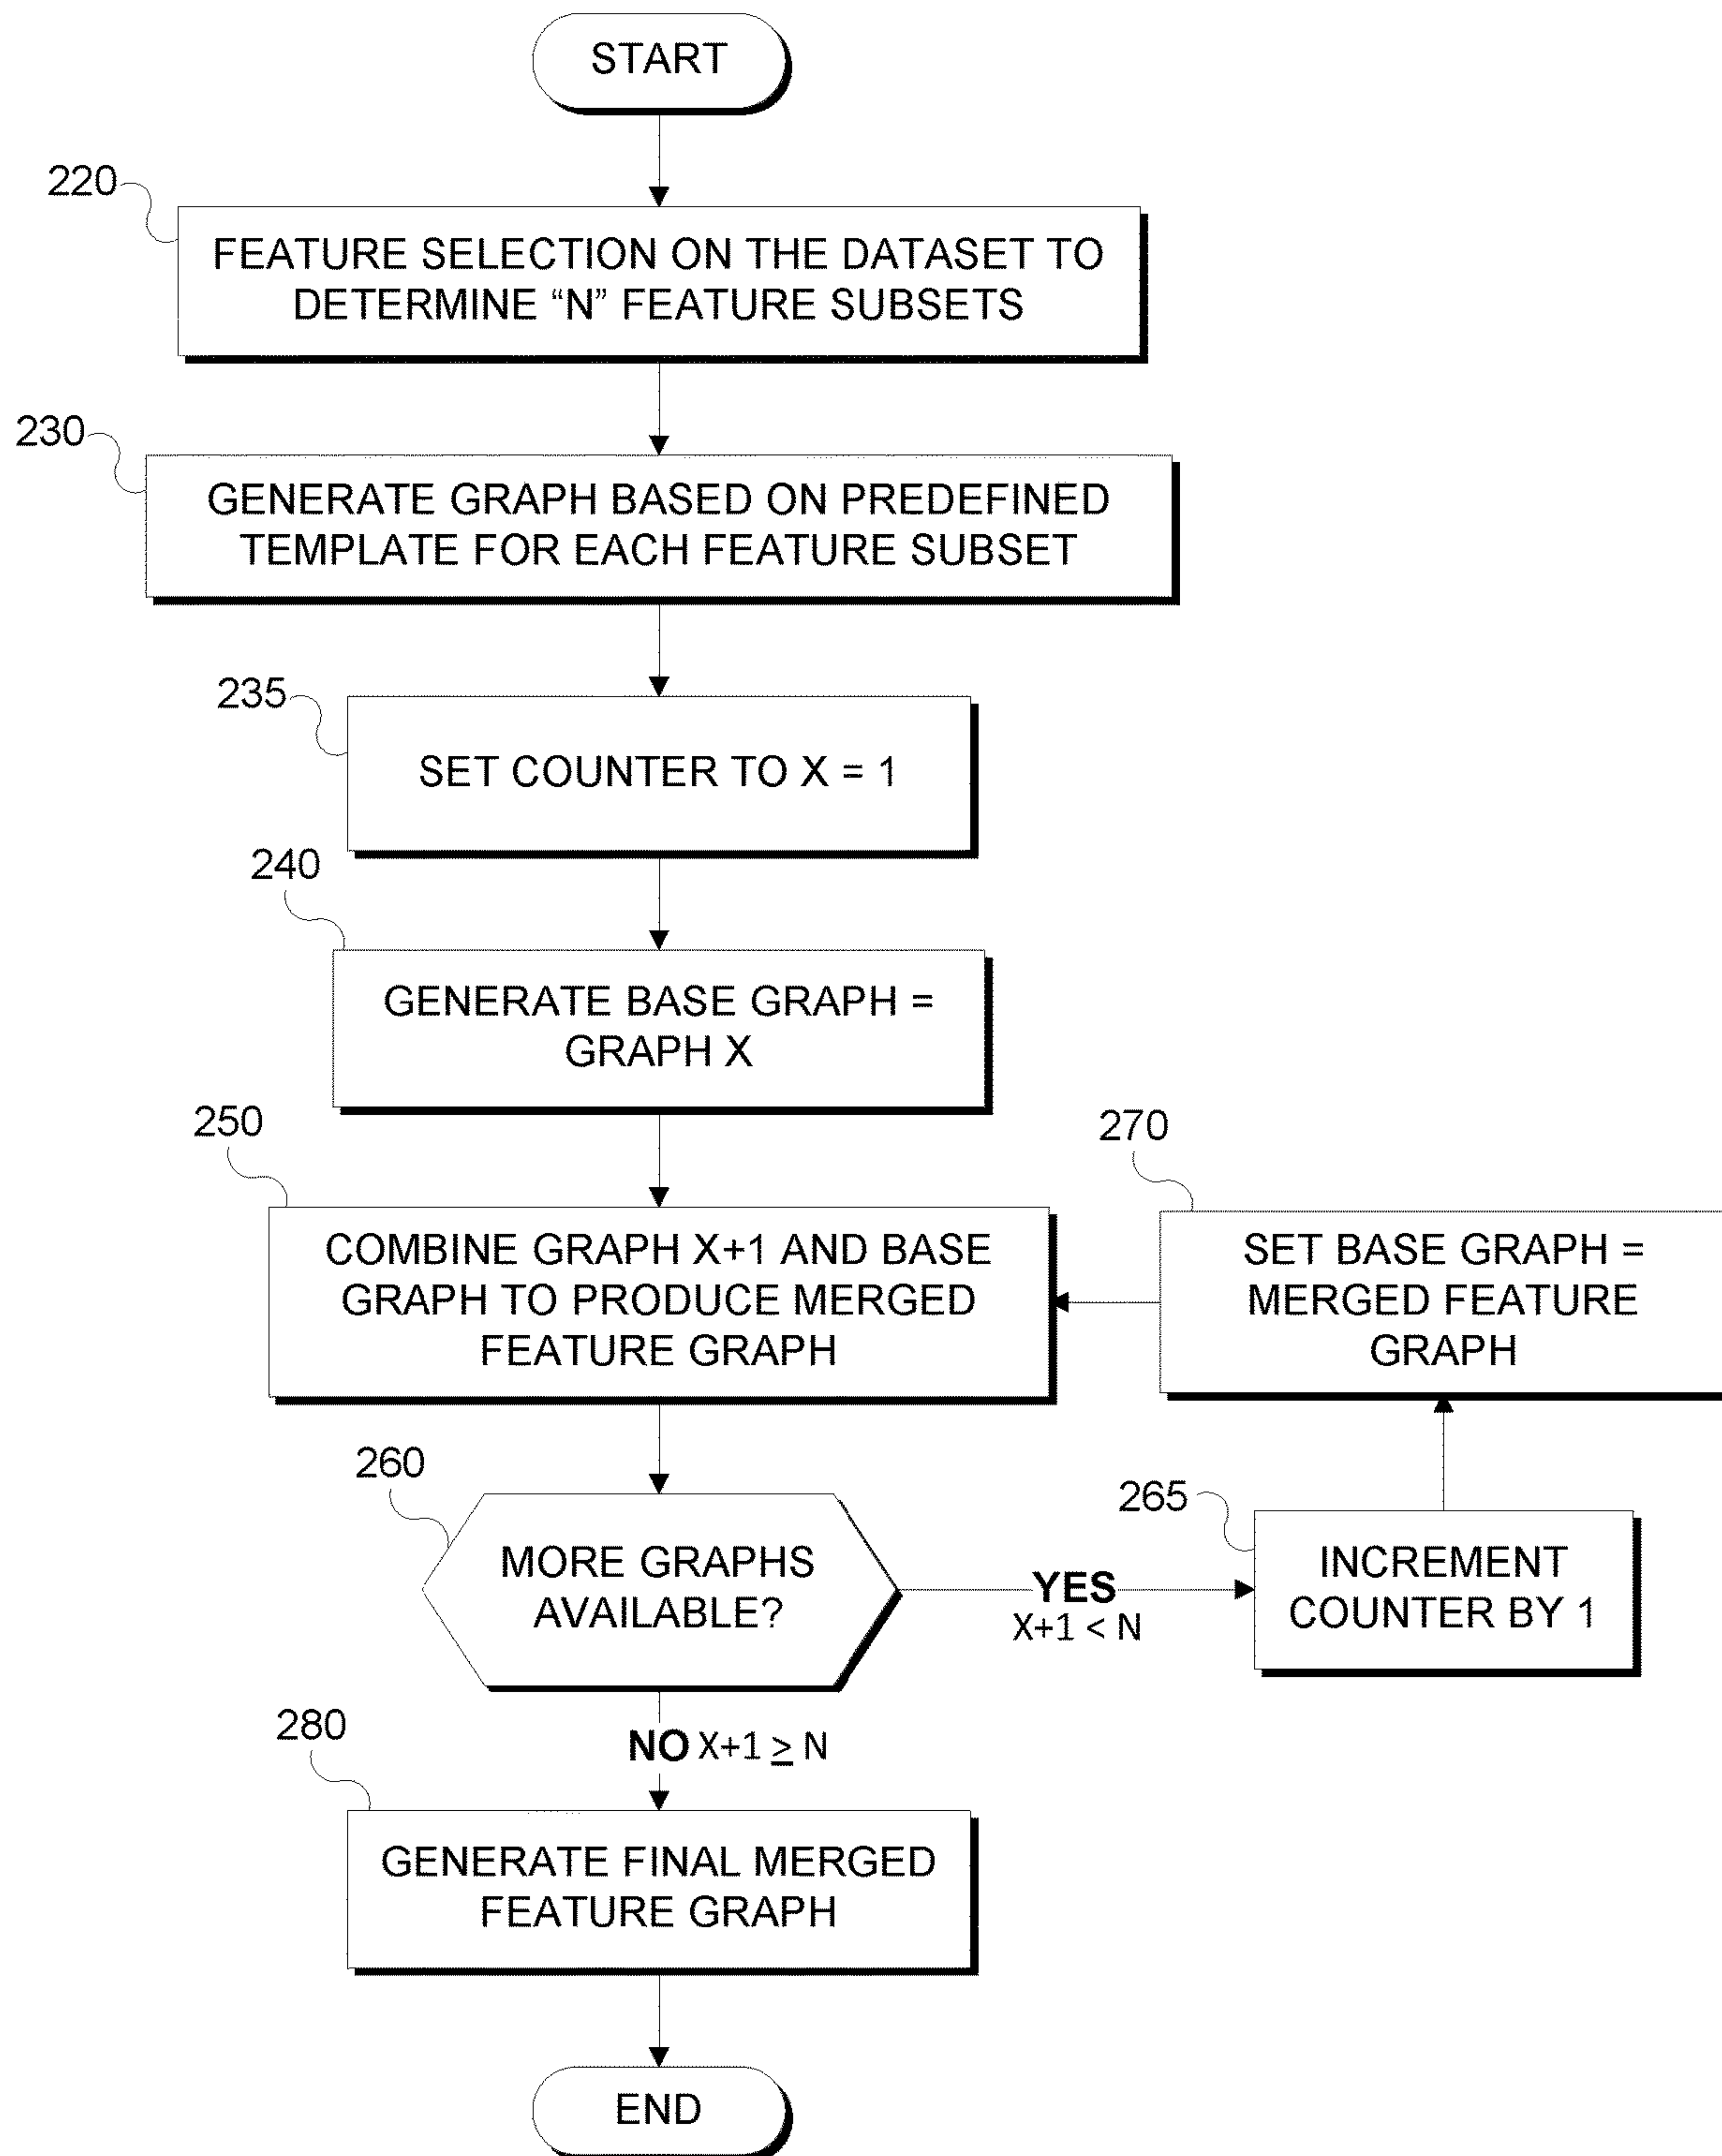 START
220
FEATURE SELECTION ON THE DATASET TO
DETERMINE “N” FEATURE SUBSETS
230
GENERATE GRAPH BASED ON PREDEFINED
TEMPLATE FOR EACH FEATURE SUBSET
235
SET COUNTER TO X = 1
240
GENERATE BASE GRAPH =
GRAPH X
250
COMBINE GRAPH X+1 AND BASE
GRAPH TO PRODUCE MERGED
FEATURE GRAPH
270
SET BASE GRAPH =
MERGED FEATURE
GRAPH
260
MORE GRAPHS
AVAILABLE?
YES
X+1 < N
265
INCREMENT
COUNTER BY 1
NO X+1 ≥ N
280
GENERATE FINAL MERGED
FEATURE GRAPH
END